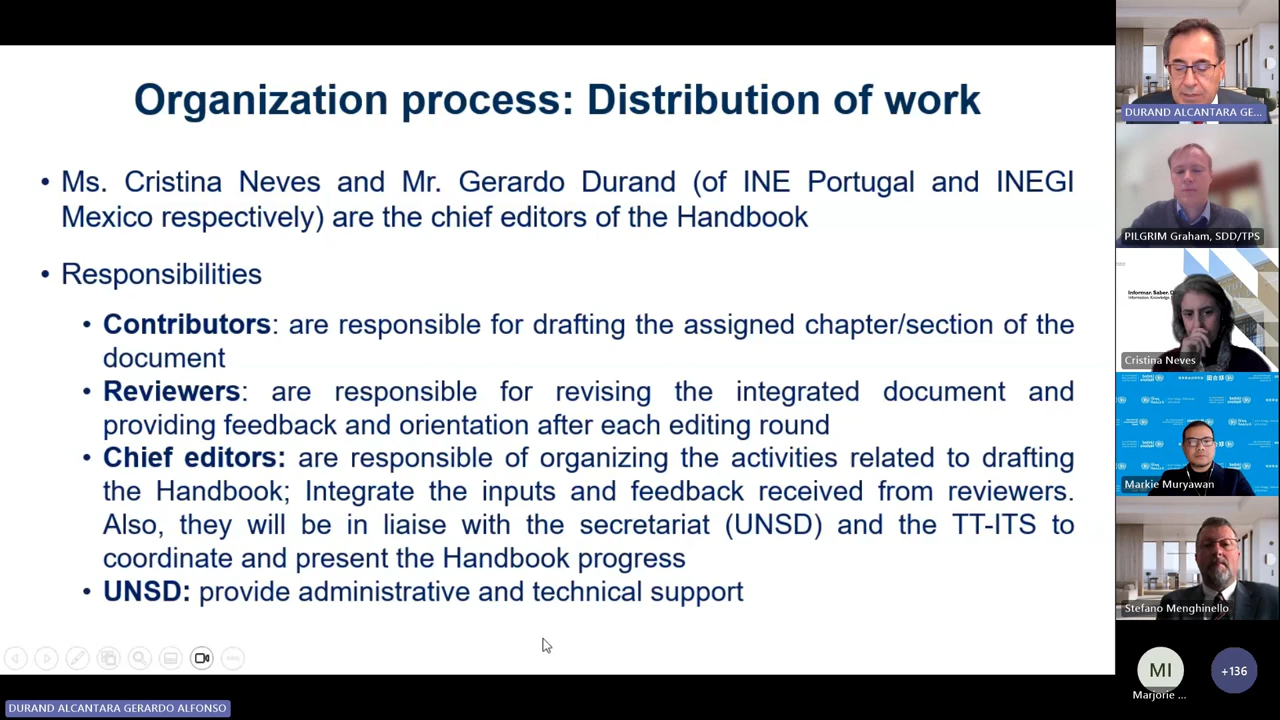 Organization process: Distribution of work
• Ms. Cristina Neves and Mr. Gerardo Durand (of INE Portugal and INEGI
Mexico respectively) are the chief editors of the Handbook
• Responsibilities
• Contributors: are responsible for drafting the assigned chapter/section of the
document
• Reviewers: are responsible for revising the integrated document and
providing feedback and orientation after each editing round
• Chief editors: are responsible of organizing the activities related to drafting
the Handbook; Integrate the inputs and feedback received from reviewers.
Also, they will be in liaise with the secretariat (UNSD) and the TT-ITS to
coordinate and present the Handbook progress
• UNSD: provide administrative and technical support
DURAND ALCANTARA GERARDO ALFONSO
DURAND ALCANTARA GE...
PILGRIM Graham, SDD/TPS
Informar. Saber. D
Cristina Neves
Markie Muryawan
Stefano Menghinello
MI
Marjorie ...
+136